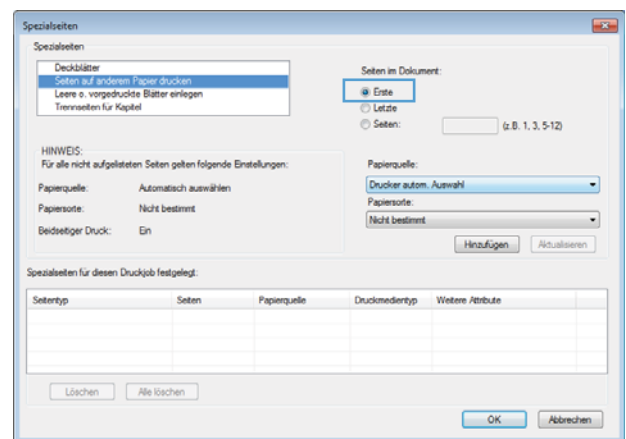 Spezialseiten
Spezialseiten
Deckblätter
Seiten auf anderem Papier drucken
Leere o. vorgedruckte Blätter einlegen
Trennseiten für Kapitel
Seiten im Dokument:
Erste
Letzte
Seiten: (z.B. 1, 3, 5-12)
HINWEIS:
Für alle nicht aufgelisteten Seiten gelten folgende Einstellungen:
Papierquelle: Automatisch auswählen
Papiersorte: Nicht bestimmt
Beidseitiger Druck: Ein
Papierquelle:
Drucker autom. Auswahl
Papiersorte:
Nicht bestimmt
Hinzufügen Aktualisieren
Spezialseiten für diesen Druckjob festgelegt:
Seitentyp Seiten Papierquelle Druckmedientyp Weitere Attribute
Löschen Alle löschen
OK Abbrechen